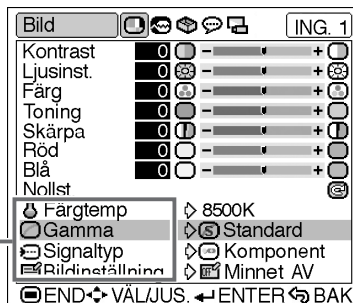 Bild ING. 1
Kontrast 0 - +
Ljusinst. 0 - +
Färg 0 - +
Toning 0 - +
Skärpa 0 - +
Röd 0 - +
Blå 0 - +
Nollst
Färgtemp 8500K
Gamma S Standard
Signaltyp Komponent
Bildinställning Minnet AV
END VÄL/JUS. ENTER BAK